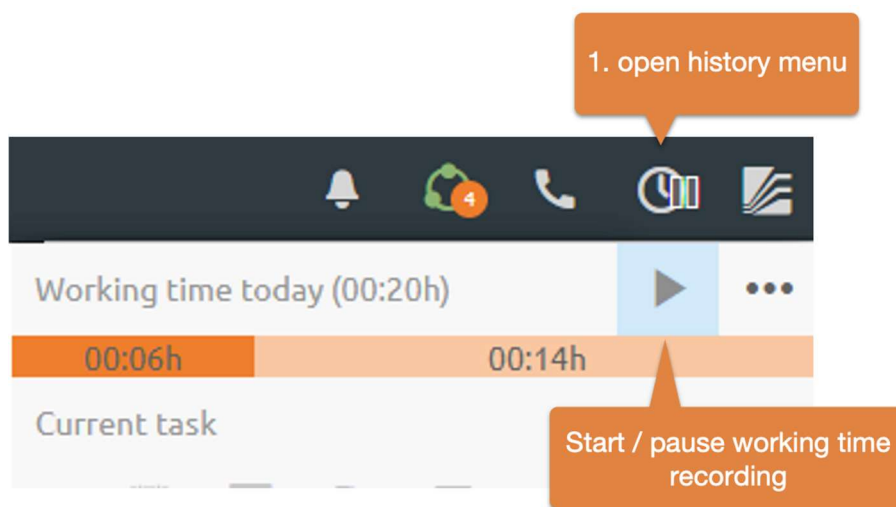 1. open history menu
4
Working time today (00:20h)
00:06h 00:14h
Current task
Start / pause working time
recording